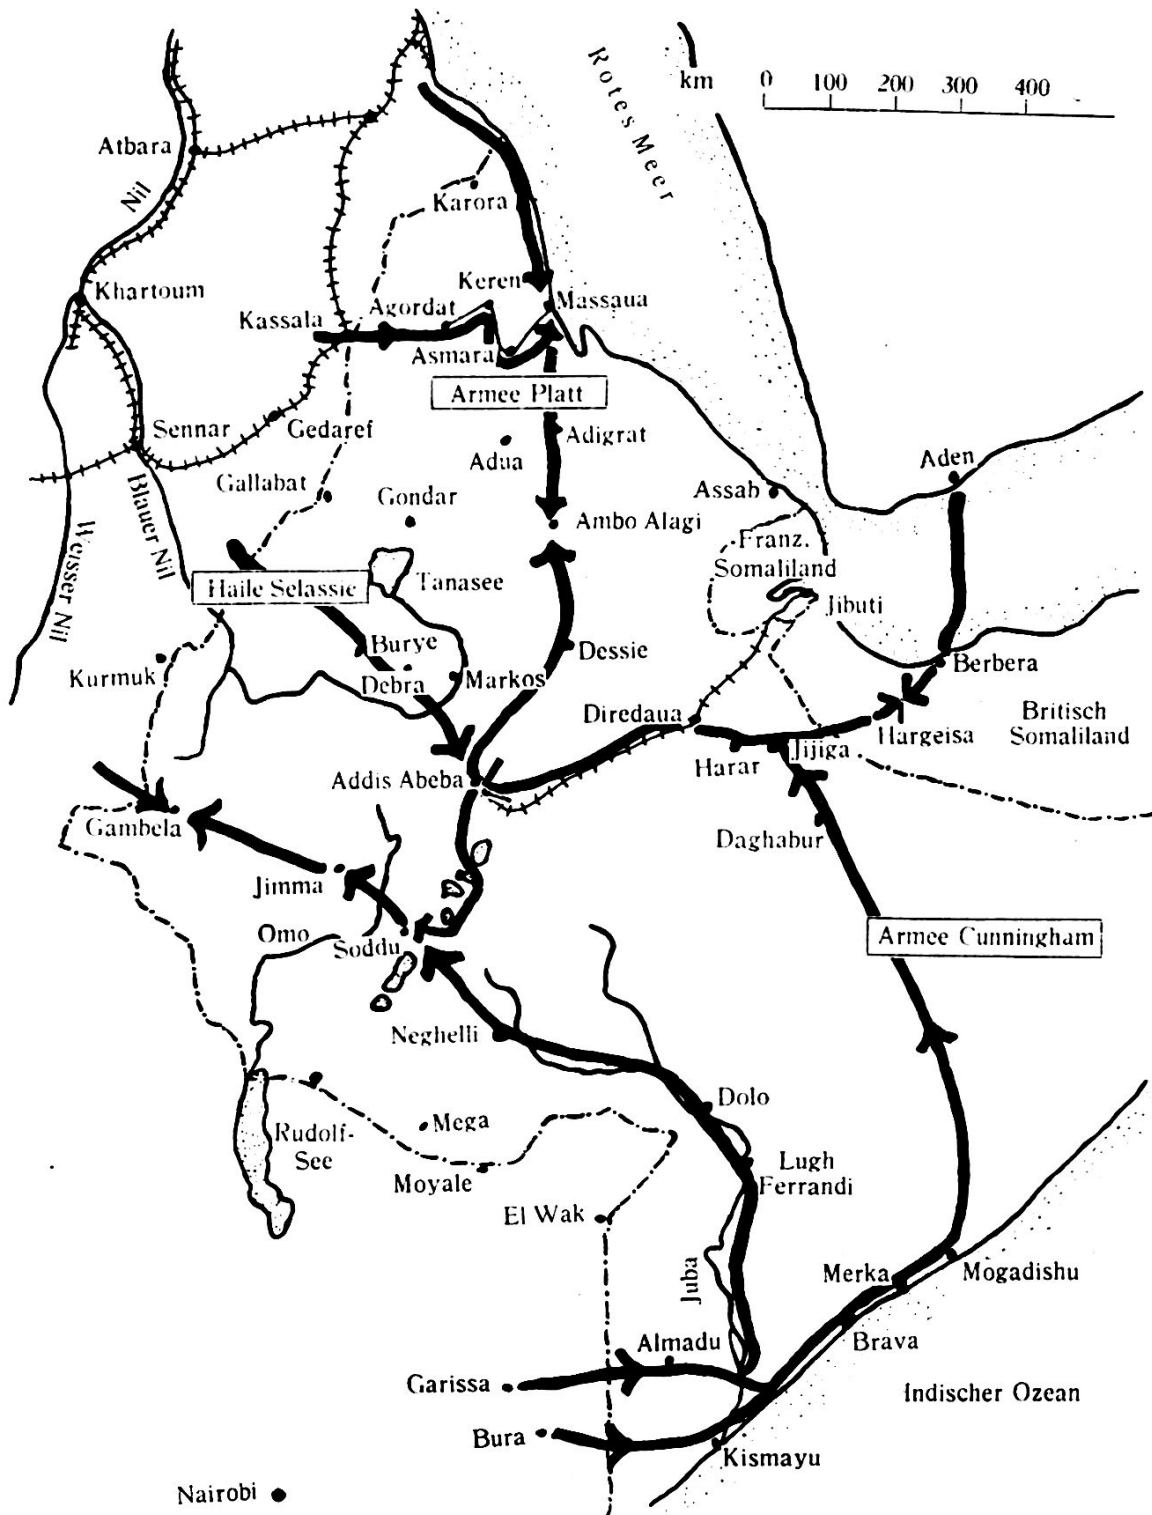 Rotes Meer
km 0 100 200 300 400
Atbara
Nil
Karora
Khartoum
Keren
Massaua
Kassala
Agordat
Asmara
Armee Platt
Sennar
Gedaref
Adigrat
Adua
Aden
Gallabat
Gondar
Assab
Ambo Alagi
Blauer Nil
Weisser Nil
Franz.
Somaliland
Haile Selassie
Tanasee
Jibuti
Burye
Dessie
Berbera
Kurmuk
Debra
Markos
Diredaua
Hargeisa
Britisch
Somaliland
Harar
Jijiga
Addis Abeba
Gambela
Daghabur
Jimma
Omo
Soddu
Armee Cunningham
Neghelli
Dolo
Mega
Rudolf-
See
Moyale
Lugh
Ferrandi
El Wak
Juba
Merka
Mogadishu
Almadu
Brava
Garissa
Indischer Ozean
Bura
Kismayu
Nairobi